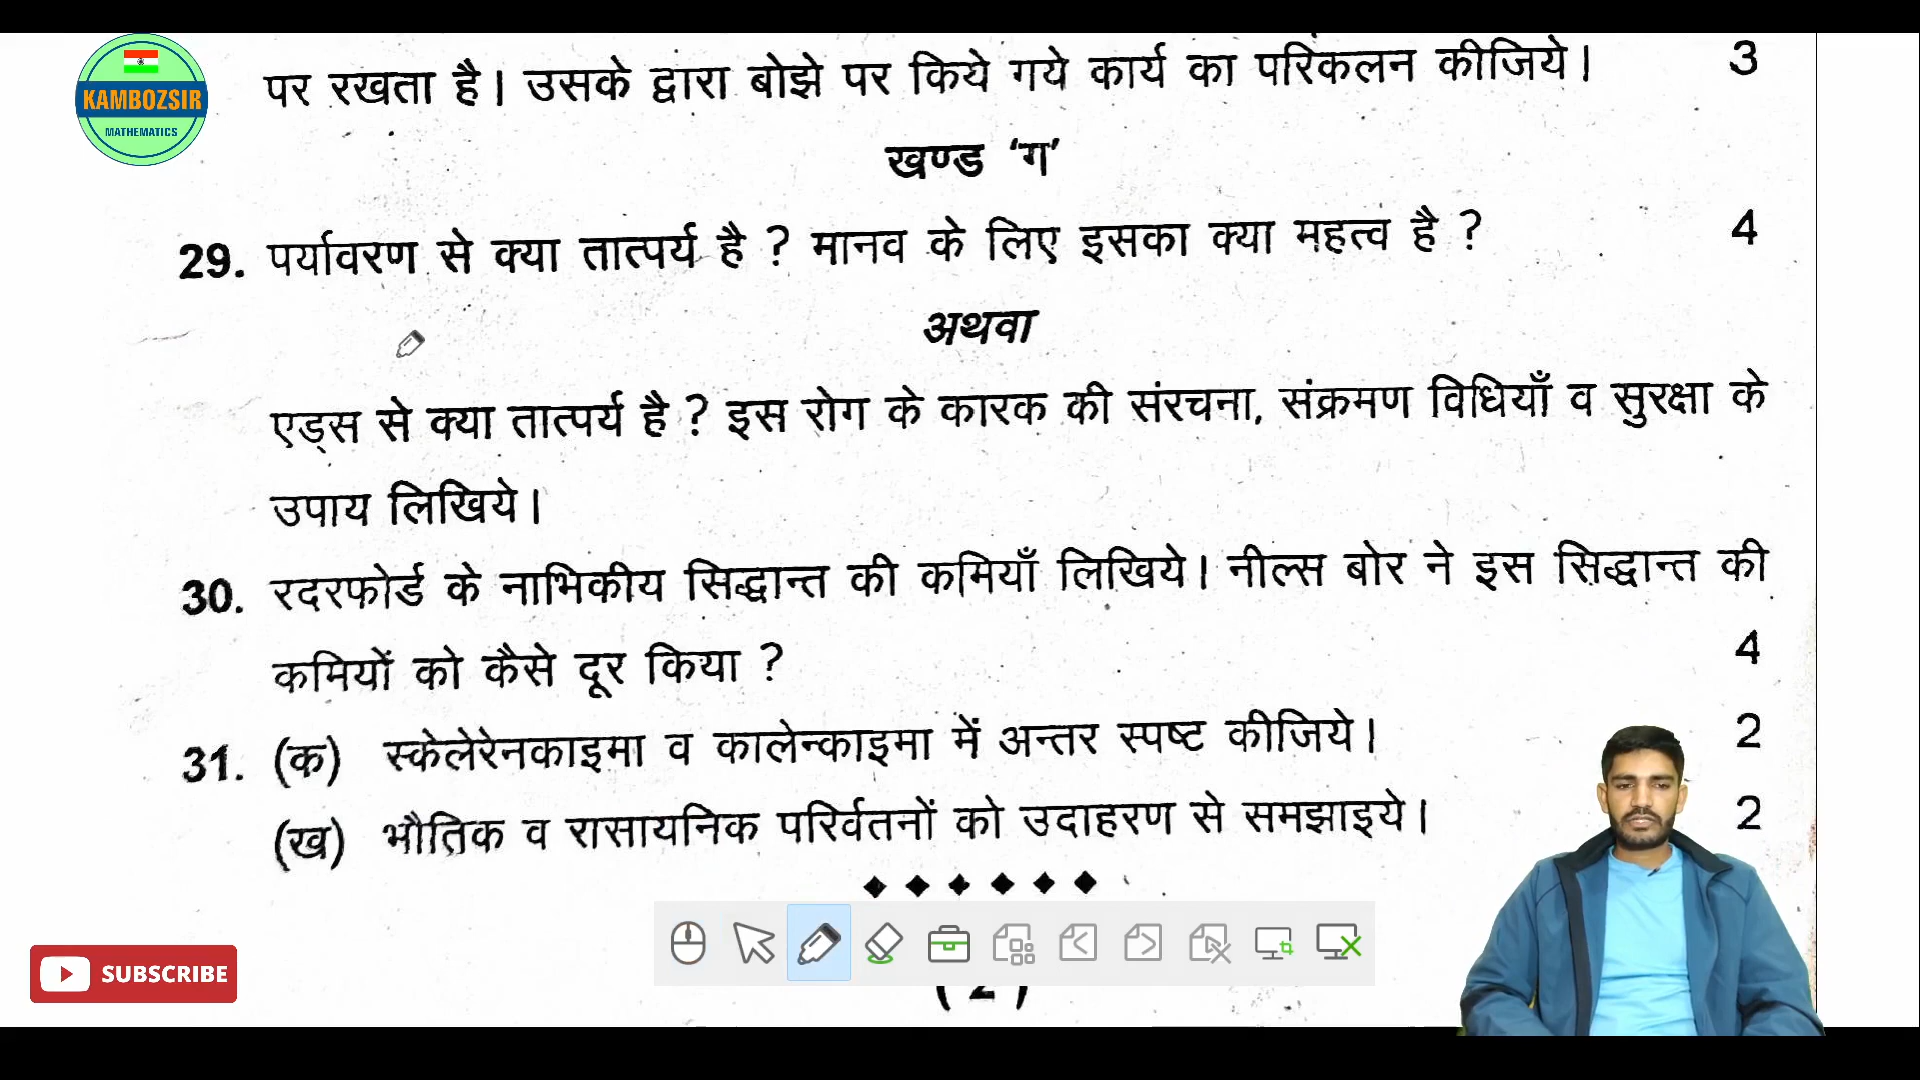 KAMBOZSIR
MATHEMATICS
पर रखता है। उसके द्वारा बोझे पर किये गये कार्य का परिकलन कीजिये। 3
खण्ड ‘ग’
29. पर्यावरण से क्या तात्पर्य है ? मानव के लिए इसका क्या महत्व है ? 4
अथवा
एड्स से क्या तात्पर्य है ? इस रोग के कारक की संरचना, संक्रमण विधियाँ व सुरक्षा के
उपाय लिखिये।
30. रदरफोर्ड के नाभिकीय सिद्धान्त की कमियाँ लिखिये। नील्स बोर ने इस सिद्धान्त की
कमियों को कैसे दूर किया ? 4
31. (क) स्केलेरेनकाइमा व कालेन्काइमा में अन्तर स्पष्ट कीजिये। 2
(ख) भौतिक व रासायनिक परिर्वतनों को उदाहरण से समझाइये। 2
SUBSCRIBE
( 2 )